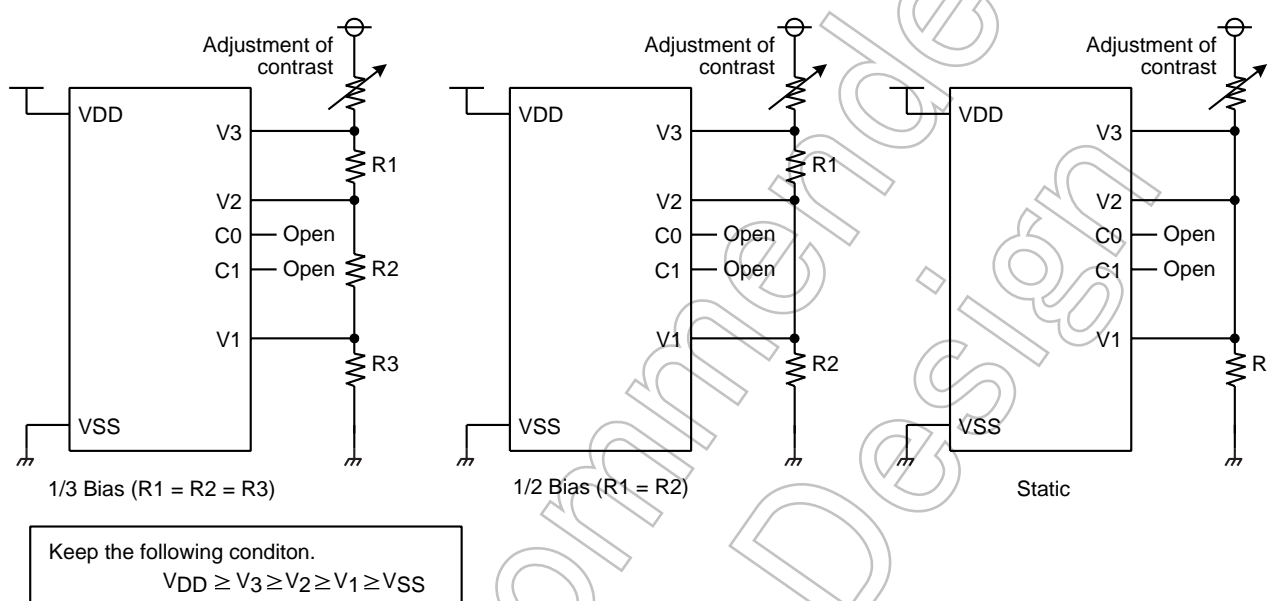 Adjustment of
contrast
VDD
V3
R1
V2
C0
Open
C1
Open
R2
V1
R3
VSS
1/3 Bias (R1 = R2 = R3)
Adjustment of
contrast
VDD
V3
R1
V2
C0
Open
C1
Open
V1
R2
VSS
1/2 Bias (R1 = R2)
Adjustment of
contrast
VDD
V3
V2
C0
Open
C1
Open
V1
R
VSS
Static
Keep the following conditon.
VDD ≥ V3 ≥ V2 ≥ V1 ≥ VSS
ommende
Design